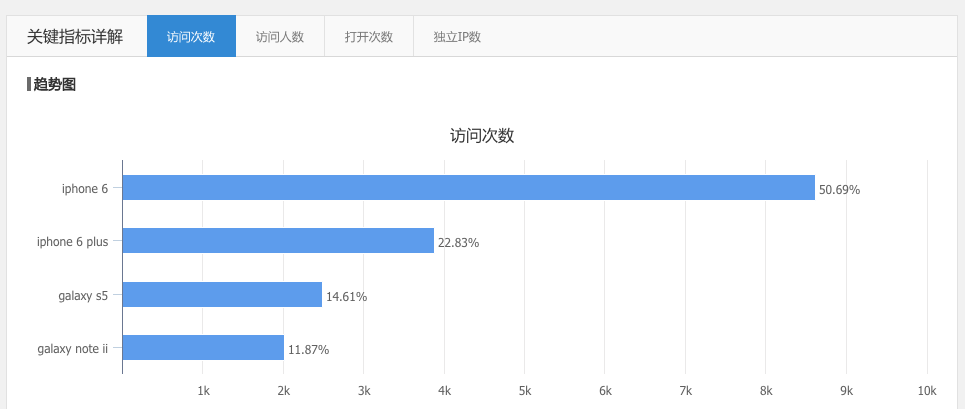 关键指标详解 访问次数 访问人数 打开次数 独立IP数
趋势图
访问次数
iphone 6 50.69%
iphone 6 plus 22.83%
galaxy s5 14.61%
galaxy note ii 11.87%
1k 2k 3k 4k 5k 6k 7k 8k 9k 10k